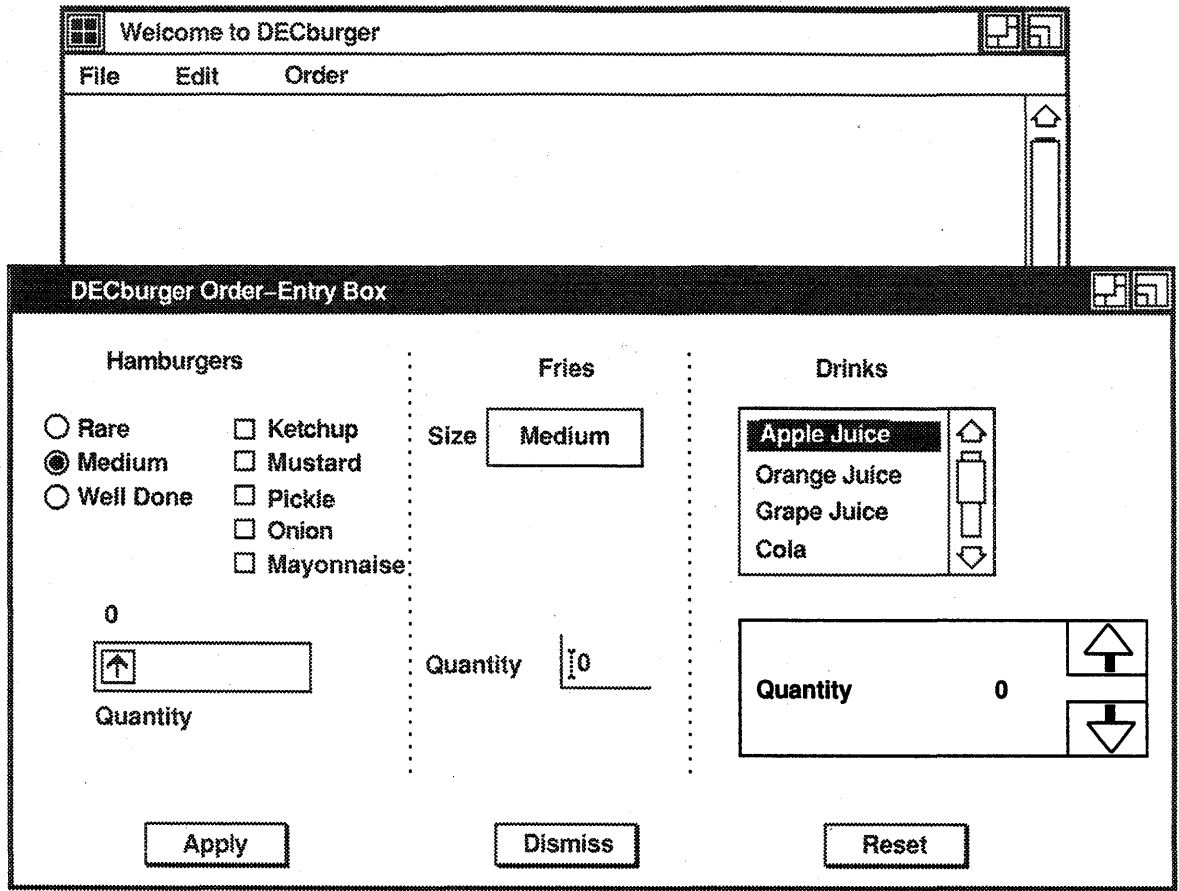 Welcome to DECburger
File Edit Order
DECburger Order–Entry Box
Hamburgers
Rare
Medium
Well Done
Ketchup
Mustard
Pickle
Onion
Mayonnaise
0
Quantity
Fries
Size Medium
Quantity 0
Drinks
Apple Juice
Orange Juice
Grape Juice
Cola
Quantity 0
Apply Dismiss Reset